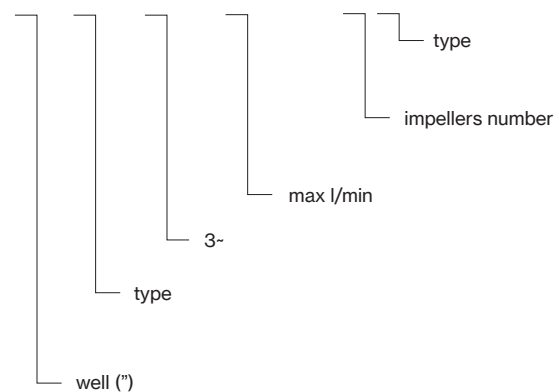 type
impellers number
max l/min
3~
type
well (”)